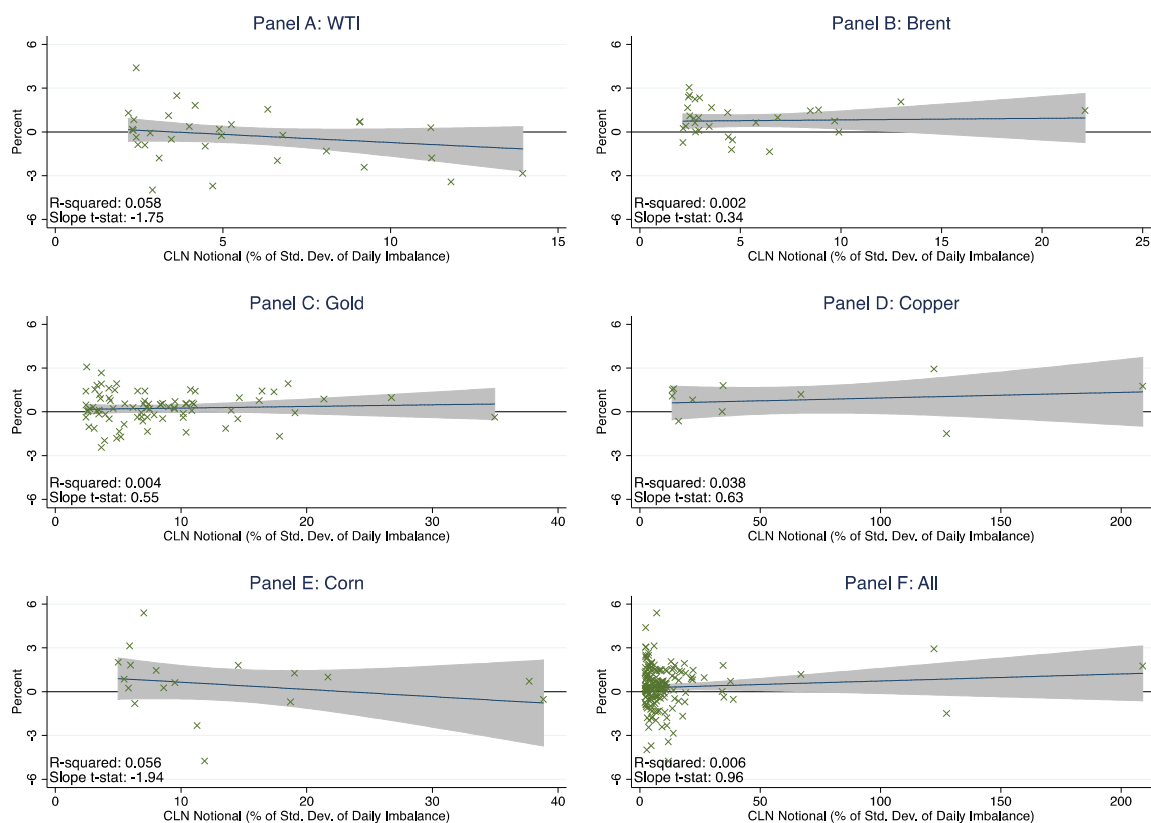 Panel A: WTI
6
3
0
-3
-6
Percent
R-squared: 0.058
Slope t-stat: -1.75
0 5 10 15
CLN Notional (% of Std. Dev. of Daily Imbalance)
Panel B: Brent
6
3
0
-3
-6
Percent
R-squared: 0.002
Slope t-stat: 0.34
0 5 10 15 20 25
CLN Notional (% of Std. Dev. of Daily Imbalance)
Panel C: Gold
6
3
0
-3
-6
Percent
R-squared: 0.004
Slope t-stat: 0.55
0 10 20 30 40
CLN Notional (% of Std. Dev. of Daily Imbalance)
Panel D: Copper
6
3
0
-3
-6
Percent
R-squared: 0.038
Slope t-stat: 0.63
0 50 100 150 200
CLN Notional (% of Std. Dev. of Daily Imbalance)
Panel E: Corn
6
3
0
-3
-6
Percent
R-squared: 0.056
Slope t-stat: -1.94
0 10 20 30 40
CLN Notional (% of Std. Dev. of Daily Imbalance)
Panel F: All
6
3
0
-3
-6
Percent
R-squared: 0.006
Slope t-stat: 0.96
0 50 100 150 200
CLN Notional (% of Std. Dev. of Daily Imbalance)